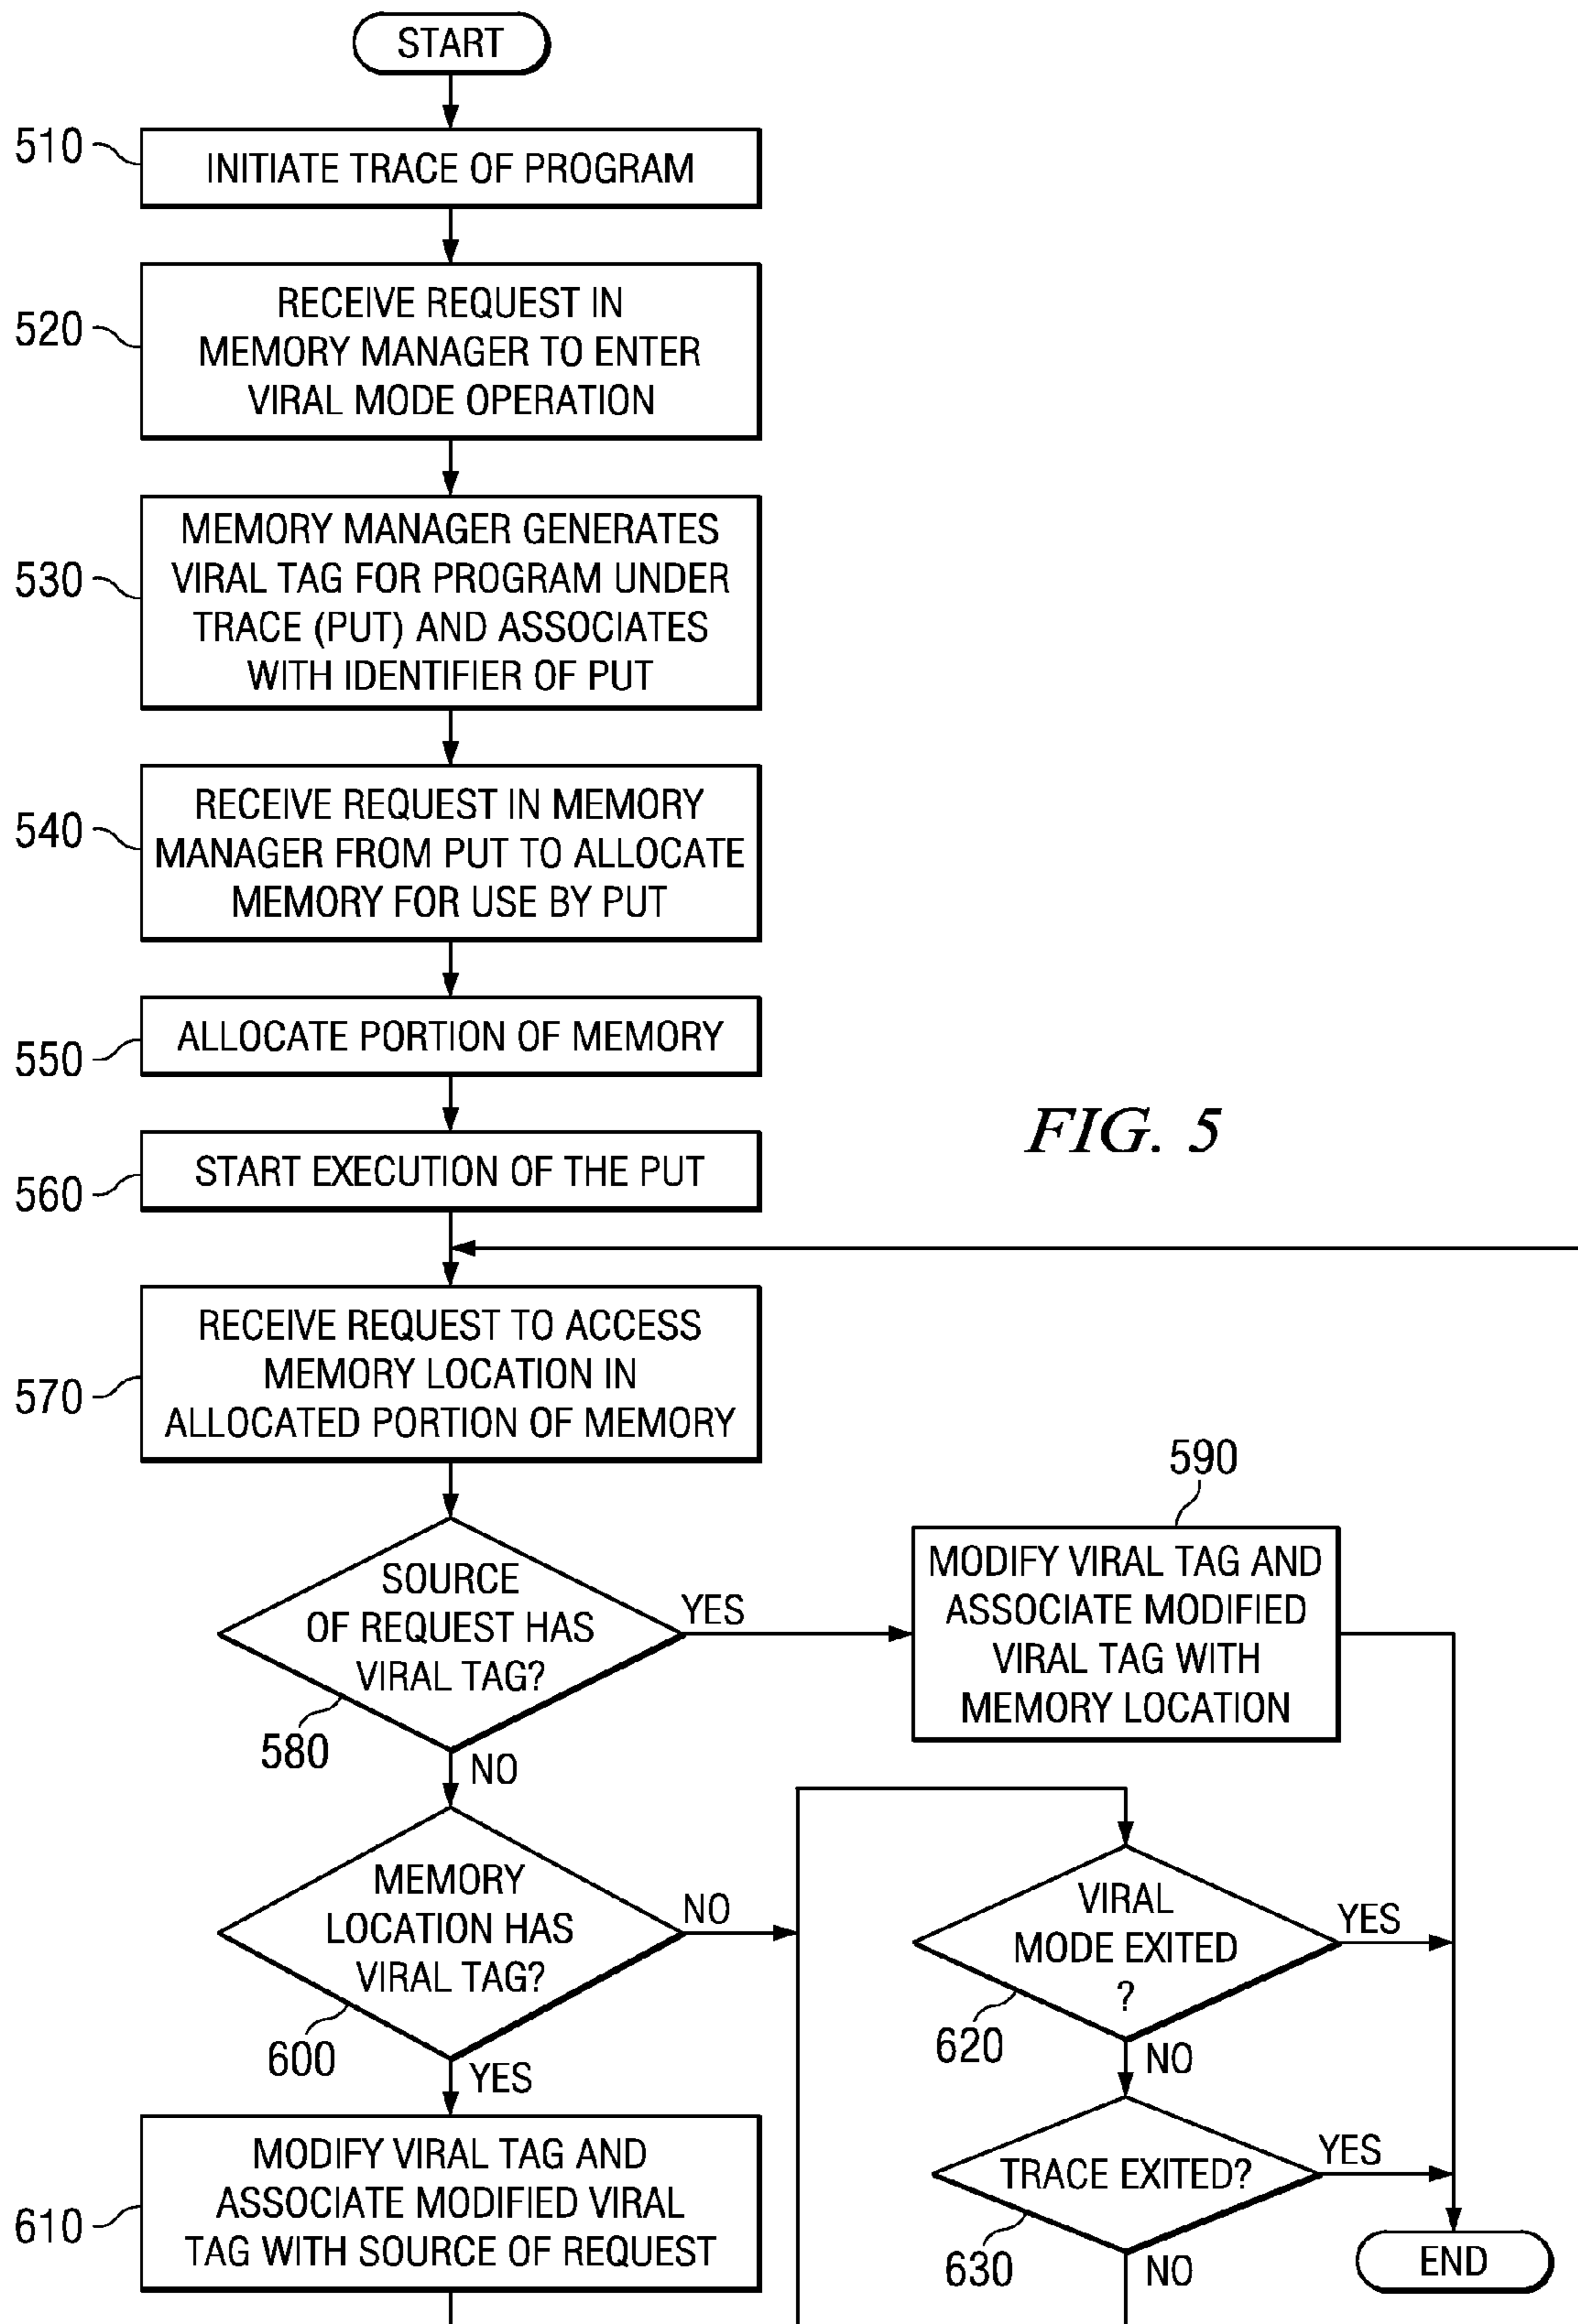 START
510
INITIATE TRACE OF PROGRAM
520
RECEIVE REQUEST IN
MEMORY MANAGER TO ENTER
VIRAL MODE OPERATION
530
MEMORY MANAGER GENERATES
VIRAL TAG FOR PROGRAM UNDER
TRACE (PUT) AND ASSOCIATES
WITH IDENTIFIER OF PUT
540
RECEIVE REQUEST IN MEMORY
MANAGER FROM PUT TO ALLOCATE
MEMORY FOR USE BY PUT
550
ALLOCATE PORTION OF MEMORY
FIG. 5
560
START EXECUTION OF THE PUT
570
RECEIVE REQUEST TO ACCESS
MEMORY LOCATION IN
ALLOCATED PORTION OF MEMORY
580
SOURCE
OF REQUEST HAS
VIRAL TAG?
YES
NO
590
MODIFY VIRAL TAG AND
ASSOCIATE MODIFIED
VIRAL TAG WITH
MEMORY LOCATION
600
MEMORY
LOCATION HAS
VIRAL TAG?
NO
YES
610
MODIFY VIRAL TAG AND
ASSOCIATE MODIFIED VIRAL
TAG WITH SOURCE OF REQUEST
620
VIRAL
MODE EXITED
?
YES
NO
630
TRACE EXITED?
YES
NO
END